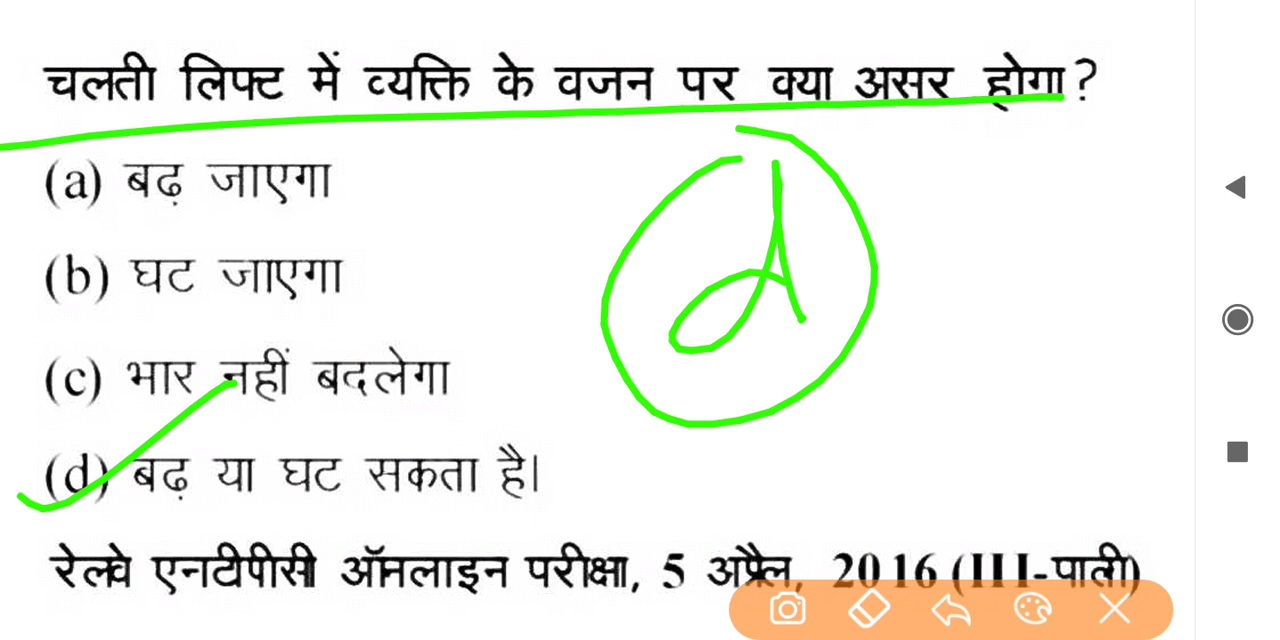 चलती लिफ्ट में व्यक्ति के वजन पर क्या असर होगा?
(a) बढ़ जाएगा
(b) घट जाएगा
(c) भार नहीं बदलेगा
(d) बढ़ या घट सकता है।
d
रेलवे एनटीपीसी ऑनलाइन परीक्षा, 5 अप्रैल, 2016 (III-पाली)